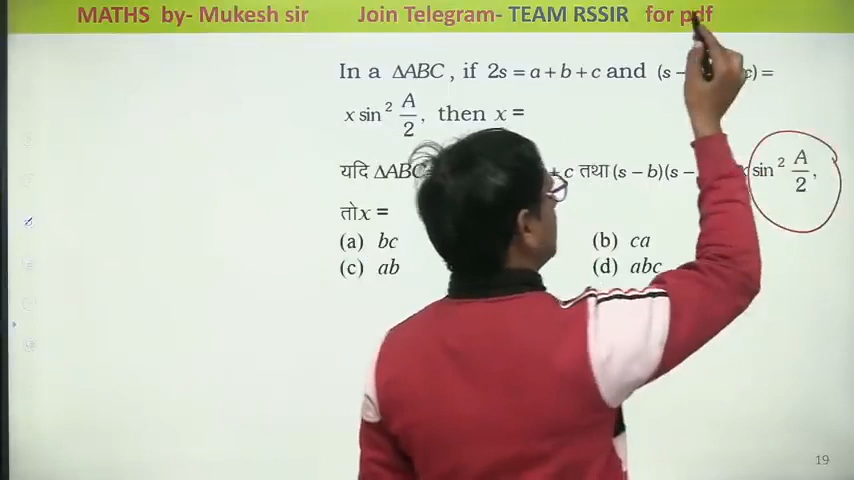 MATHS by- Mukesh sir Join Telegram- TEAM RSSIR for pdf
In a ΔABC, if 2s = a + b + c and (s − c) =
x sin² A/2, then x =
यदि ΔABC + c तथा (s − b)(s − sin² A/2,
तो x =
(a) bc (b) ca
(c) ab (d) abc
19